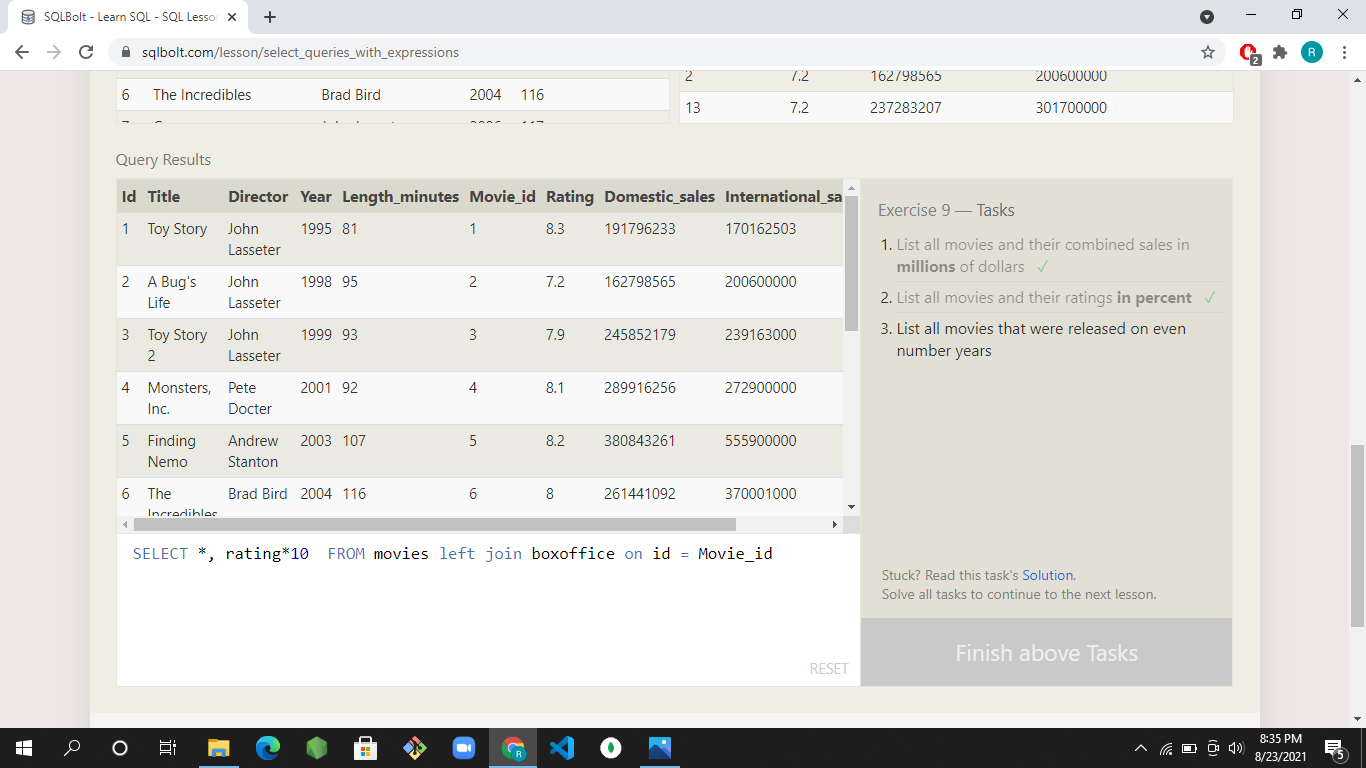 SQLBolt - Learn SQL - SQL Lesson
sqlbolt.com/lesson/select_queries_with_expressions
R
2
6 The Incredibles Brad Bird 2004 116
2 7.2 162798565 200600000
13 7.2 237283207 301700000
Query Results
Id Title Director Year Length_minutes Movie_id Rating Domestic_sales International_sa
1 Toy Story John Lasseter 1995 81 1 8.3 191796233 170162503
2 A Bug's Life John Lasseter 1998 95 2 7.2 162798565 200600000
3 Toy Story 2 John Lasseter 1999 93 3 7.9 245852179 239163000
4 Monsters, Inc. Pete Docter 2001 92 4 8.1 289916256 272900000
5 Finding Nemo Andrew Stanton 2003 107 5 8.2 380843261 555900000
6 The Incredibles Brad Bird 2004 116 6 8 261441092 370001000
SELECT *, rating*10  FROM movies left join boxoffice on id = Movie_id
RESET
Exercise 9 — Tasks
1. List all movies and their combined sales in
millions of dollars ✓
2. List all movies and their ratings in percent ✓
3. List all movies that were released on even
number years
Stuck? Read this task's Solution.
Solve all tasks to continue to the next lesson.
Finish above Tasks
8:35 PM
8/23/2021
5